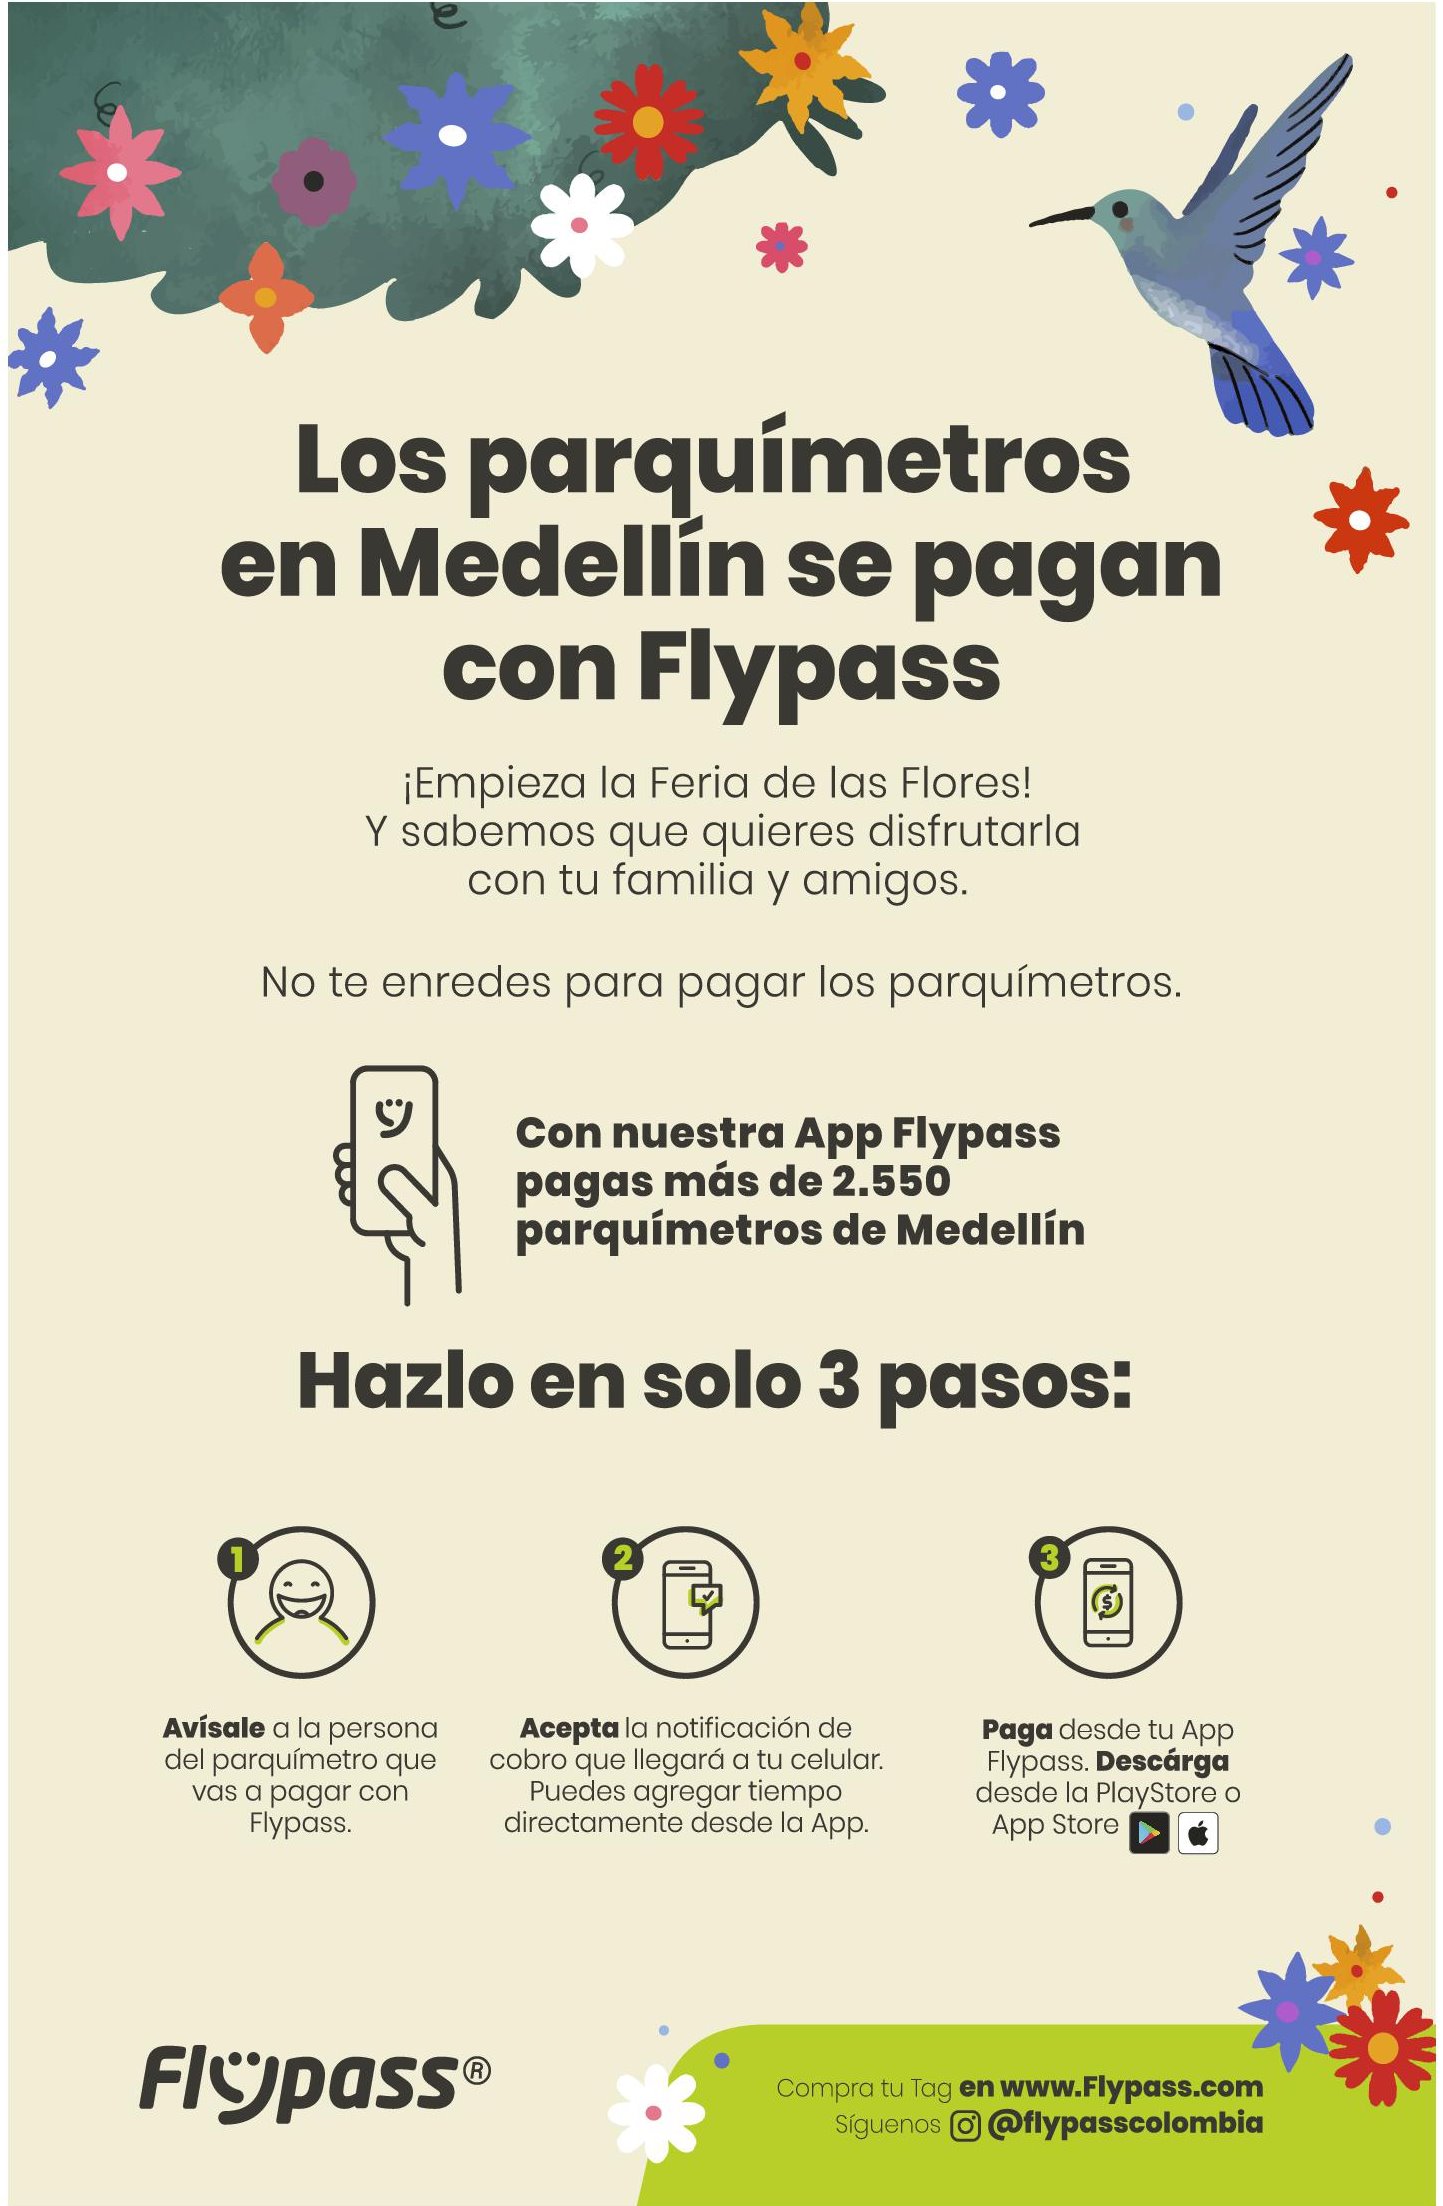 Los parquímetros
en Medellín se pagan
con Flypass
¡Empieza la Feria de las Flores!
Y sabemos que quieres disfrutarla
con tu familia y amigos.
No te enredes para pagar los parquímetros.
Con nuestra App Flypass
pagas más de 2.550
parquímetros de Medellín
Hazlo en solo 3 pasos:
1
Avísale a la persona
del parquímetro que
vas a pagar con
Flypass.
2
Acepta la notificación de
cobro que llegará a tu celular.
Puedes agregar tiempo
directamente desde la App.
3
$
Paga desde tu App
Flypass. Descárga
desde la PlayStore o
App Store
Flypass®
Compra tu Tag en www.Flypass.com
Síguenos @flypasscolombia